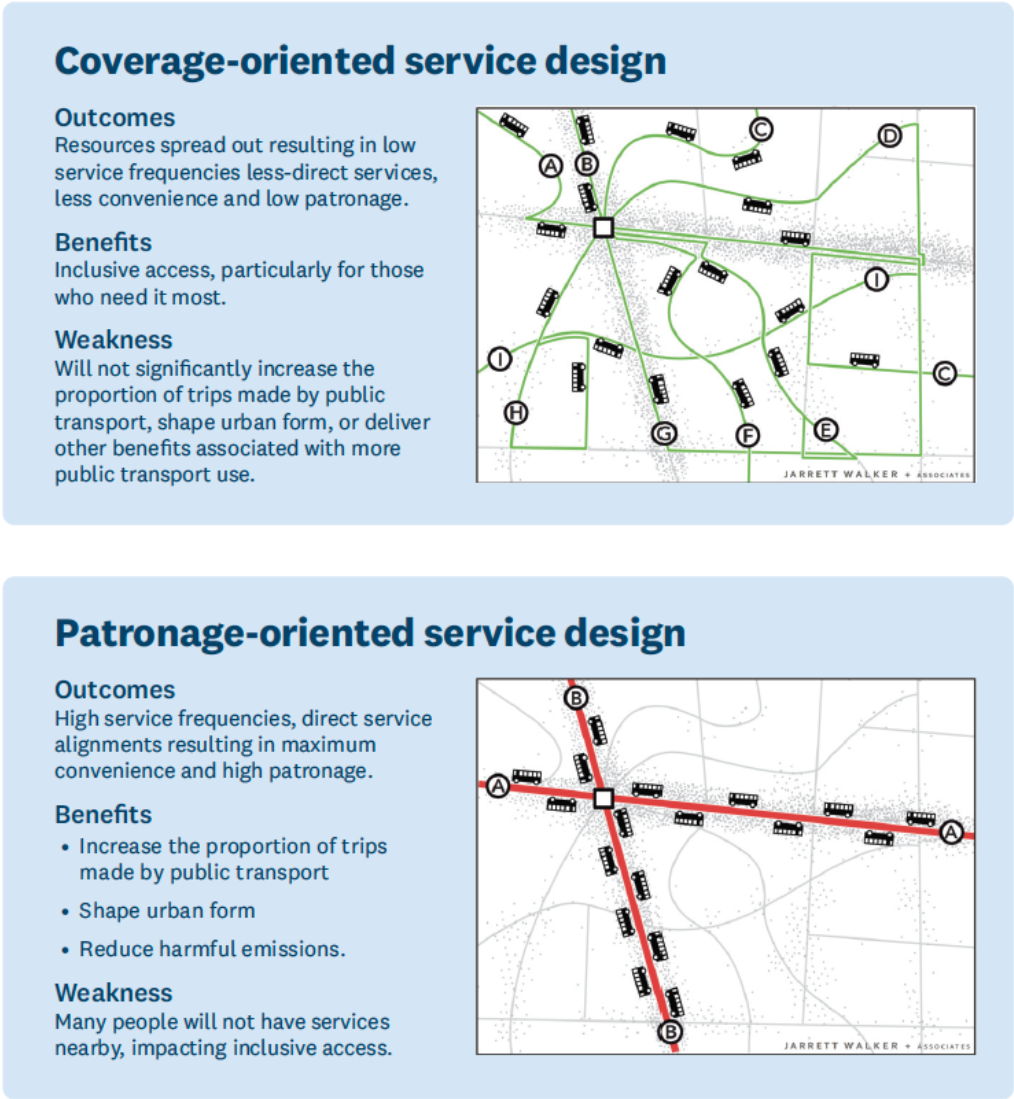 Coverage-oriented service design
Outcomes
Resources spread out resulting in low
service frequencies less-direct services,
less convenience and low patronage.
Benefits
Inclusive access, particularly for those
who need it most.
Weakness
Will not significantly increase the
proportion of trips made by public
transport, shape urban form, or deliver
other benefits associated with more
public transport use.
A
B
C
D
I
I
C
H
G
F
E
JARRETT WALKER + ASSOCIATES
Patronage-oriented service design
Outcomes
High service frequencies, direct service
alignments resulting in maximum
convenience and high patronage.
Benefits
• Increase the proportion of trips
made by public transport
• Shape urban form
• Reduce harmful emissions.
Weakness
Many people will not have services
nearby, impacting inclusive access.
B
A
A
B
JARRETT WALKER + ASSOCIATES